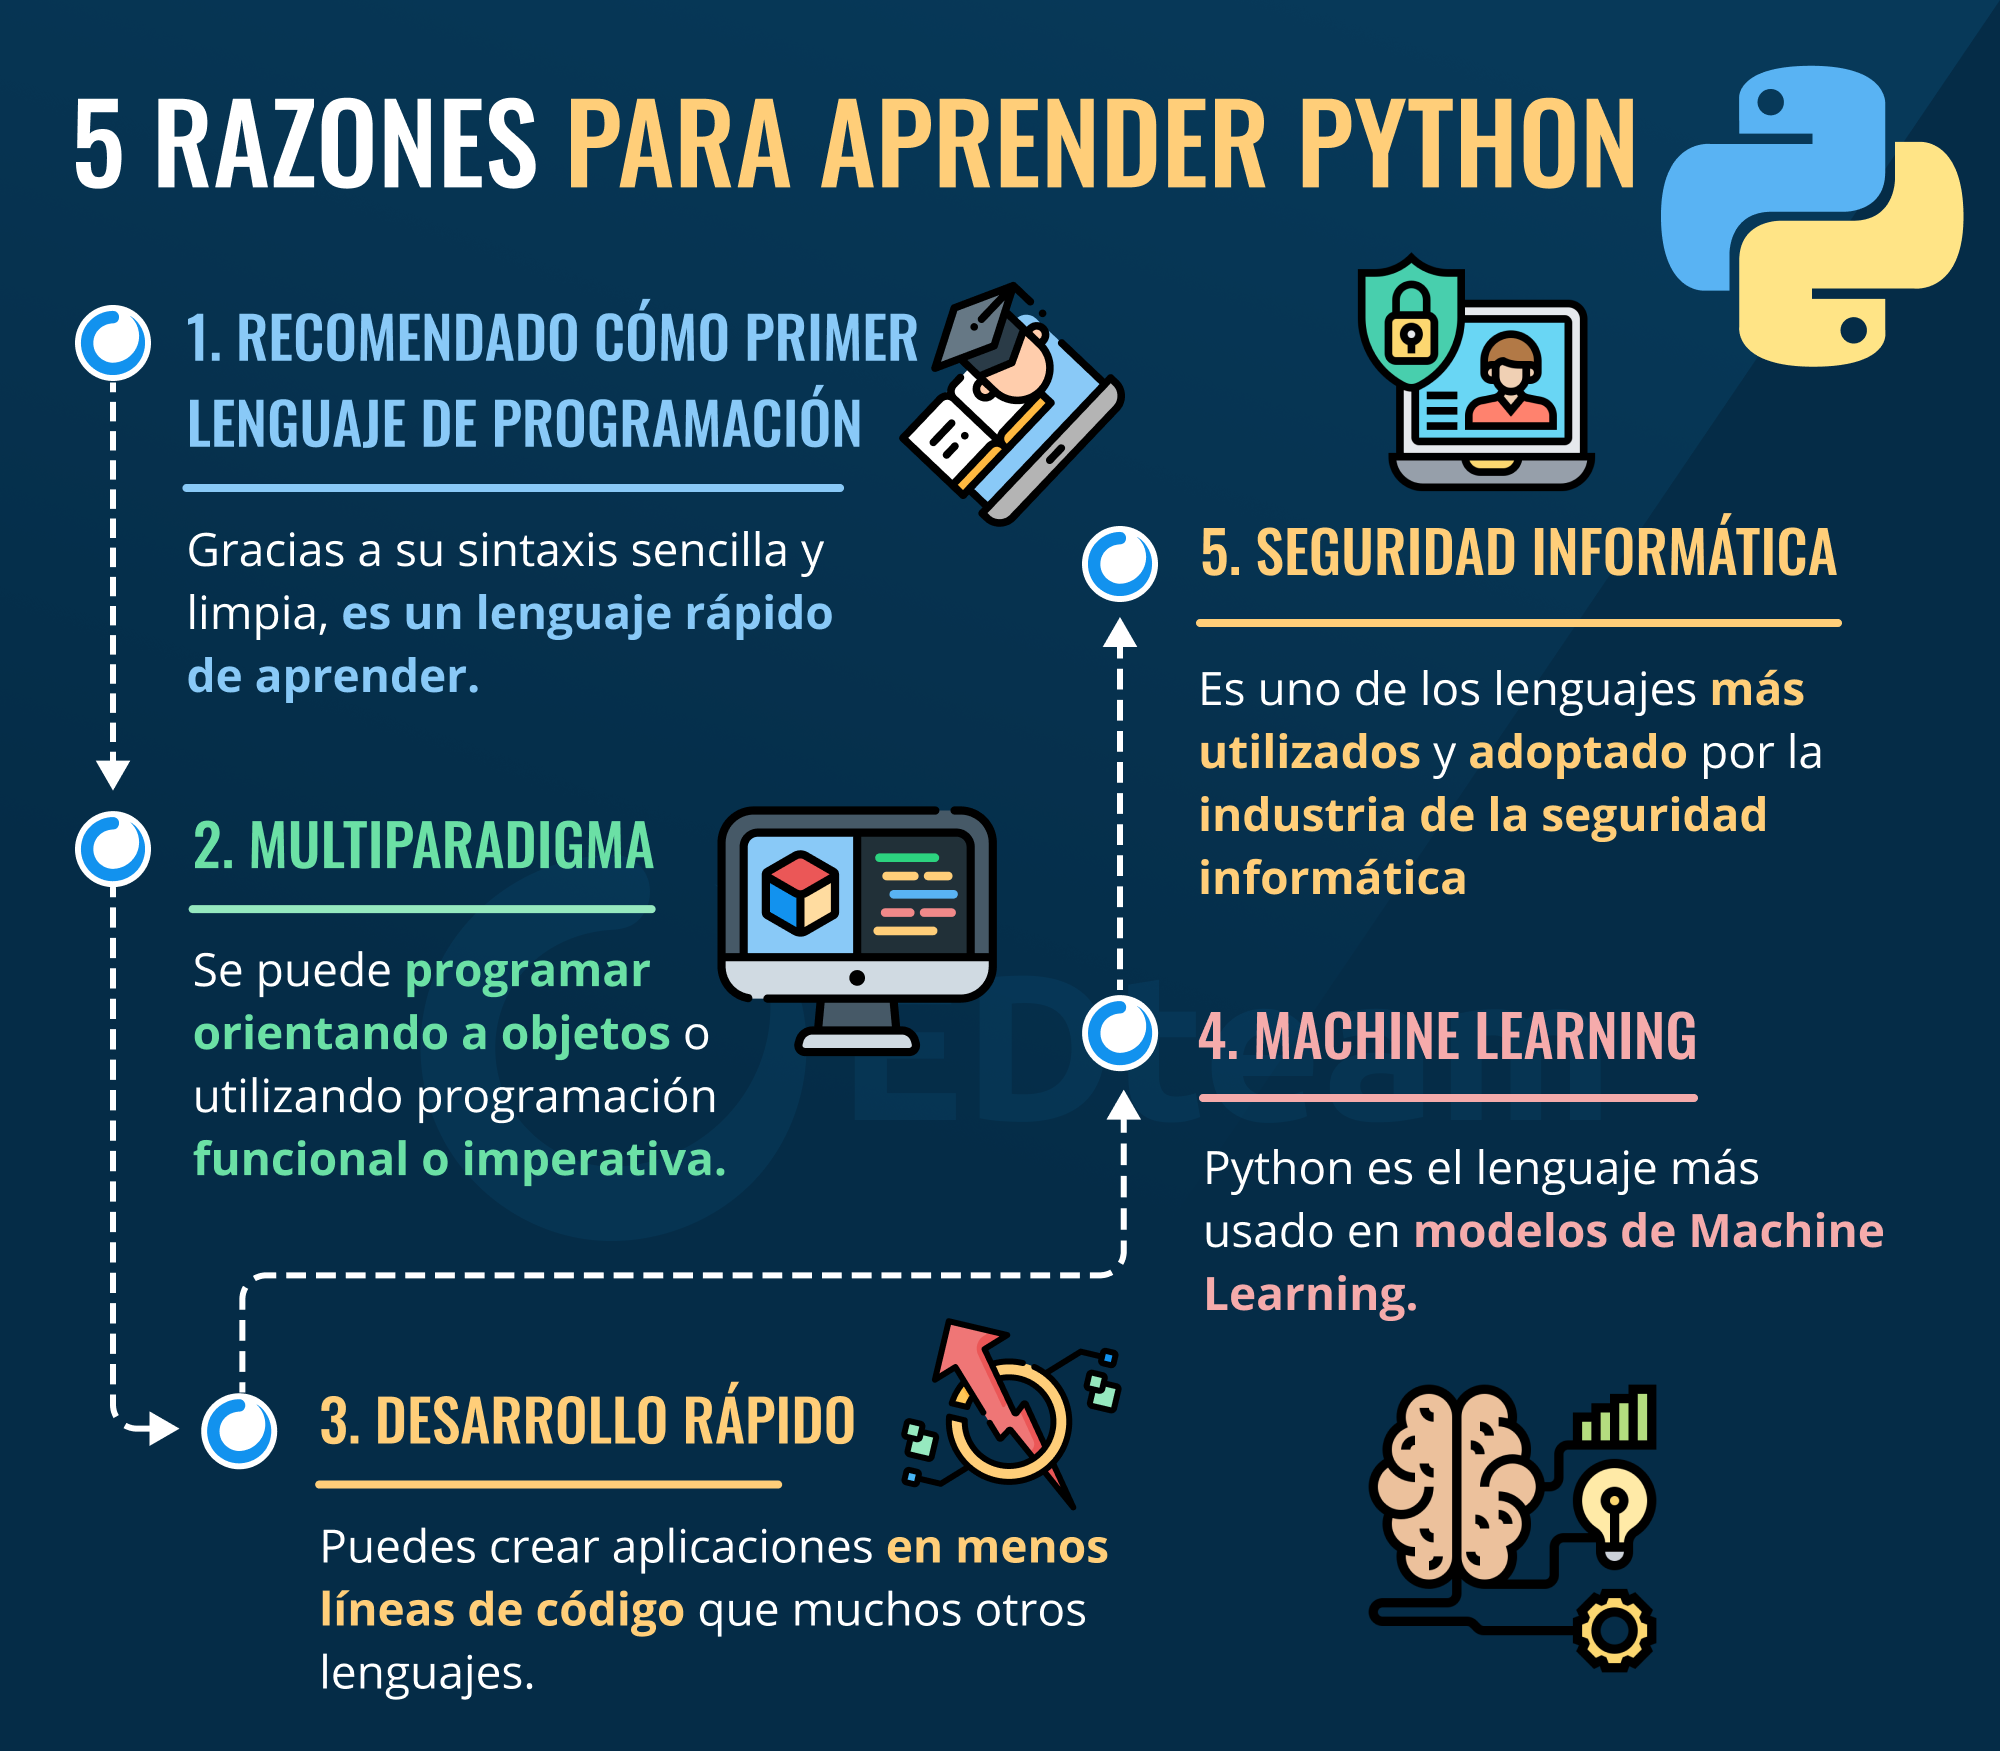 5 RAZONES PARA APRENDER PYTHON
1. RECOMENDADO CÓMO PRIMER
LENGUAJE DE PROGRAMACIÓN
Gracias a su sintaxis sencilla y
limpia, es un lenguaje rápido
de aprender.
2. MULTIPARADIGMA
Se puede programar
orientando a objetos o
utilizando programación
funcional o imperativa.
3. DESARROLLO RÁPIDO
Puedes crear aplicaciones en menos
líneas de código que muchos otros
lenguajes.
4. MACHINE LEARNING
Python es el lenguaje más
usado en modelos de Machine
Learning.
5. SEGURIDAD INFORMÁTICA
Es uno de los lenguajes más
utilizados y adoptado por la
industria de la seguridad
informática
EDteam